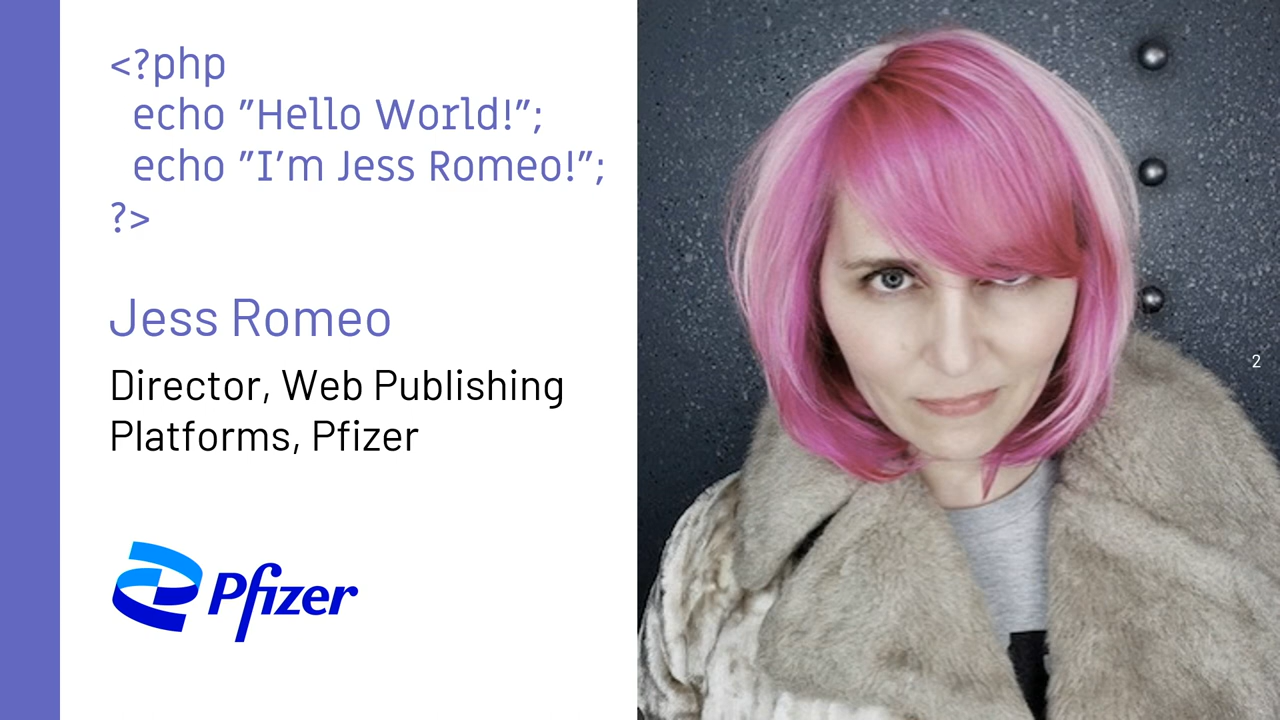 <?php
echo ”Hello World!”;
echo ”I’m Jess Romeo!”;
?>
Jess Romeo
Director, Web Publishing
Platforms, Pfizer
Pfizer
2